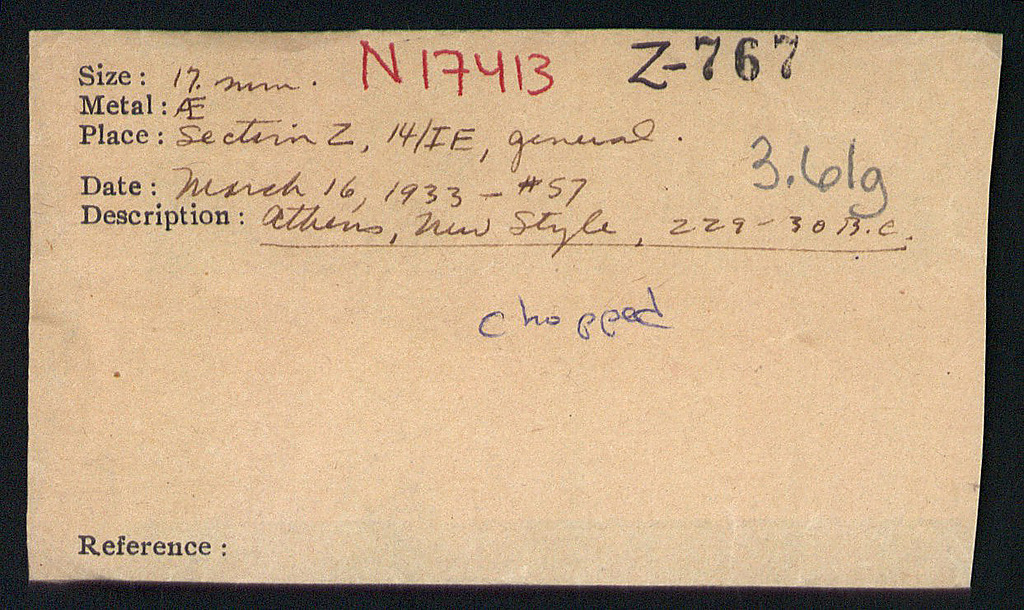 N 17413
Z-767
Size : 17. mm.
Metal : Æ
Place : Section Z, 14/IE, general.
3.61g
Date : March 16, 1933 - #57
Description : Athens, New Style, 229-30 B.C.
chopped
Reference :